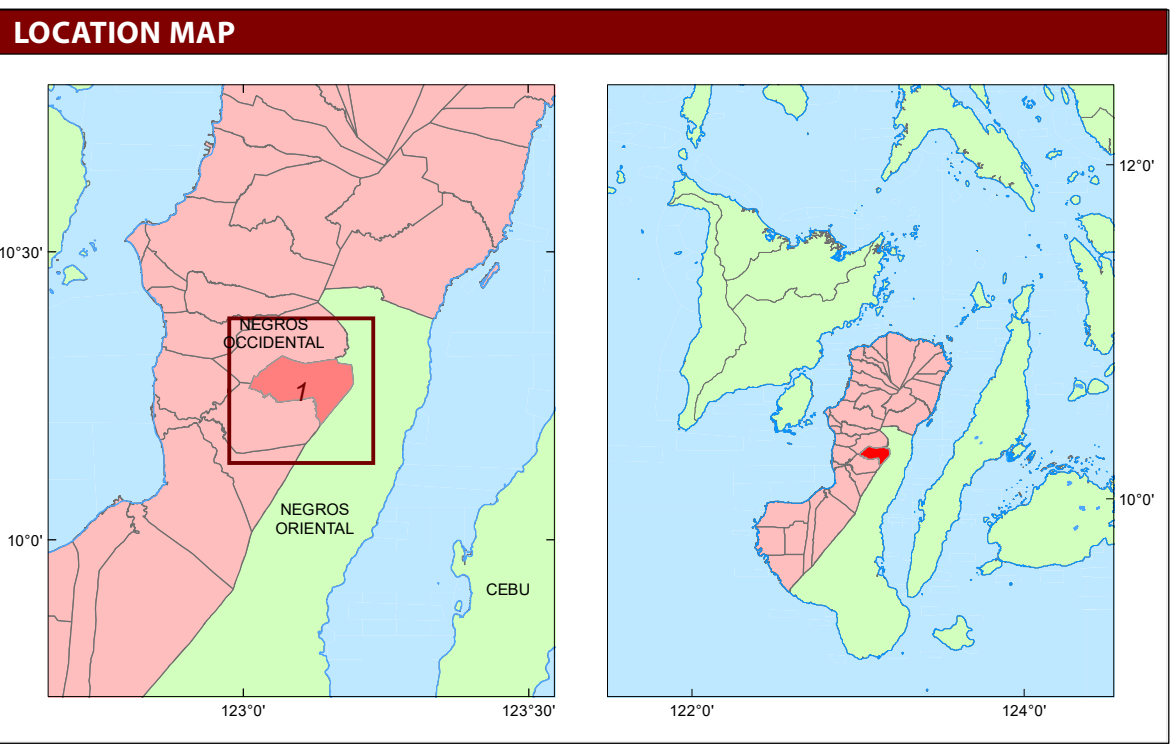 LOCATION MAP
NEGROS
OCCIDENTAL
1
NEGROS
ORIENTAL
CEBU
10°30'
10°0'
123°0'
123°30'
12°0'
10°0'
122°0'
124°0'